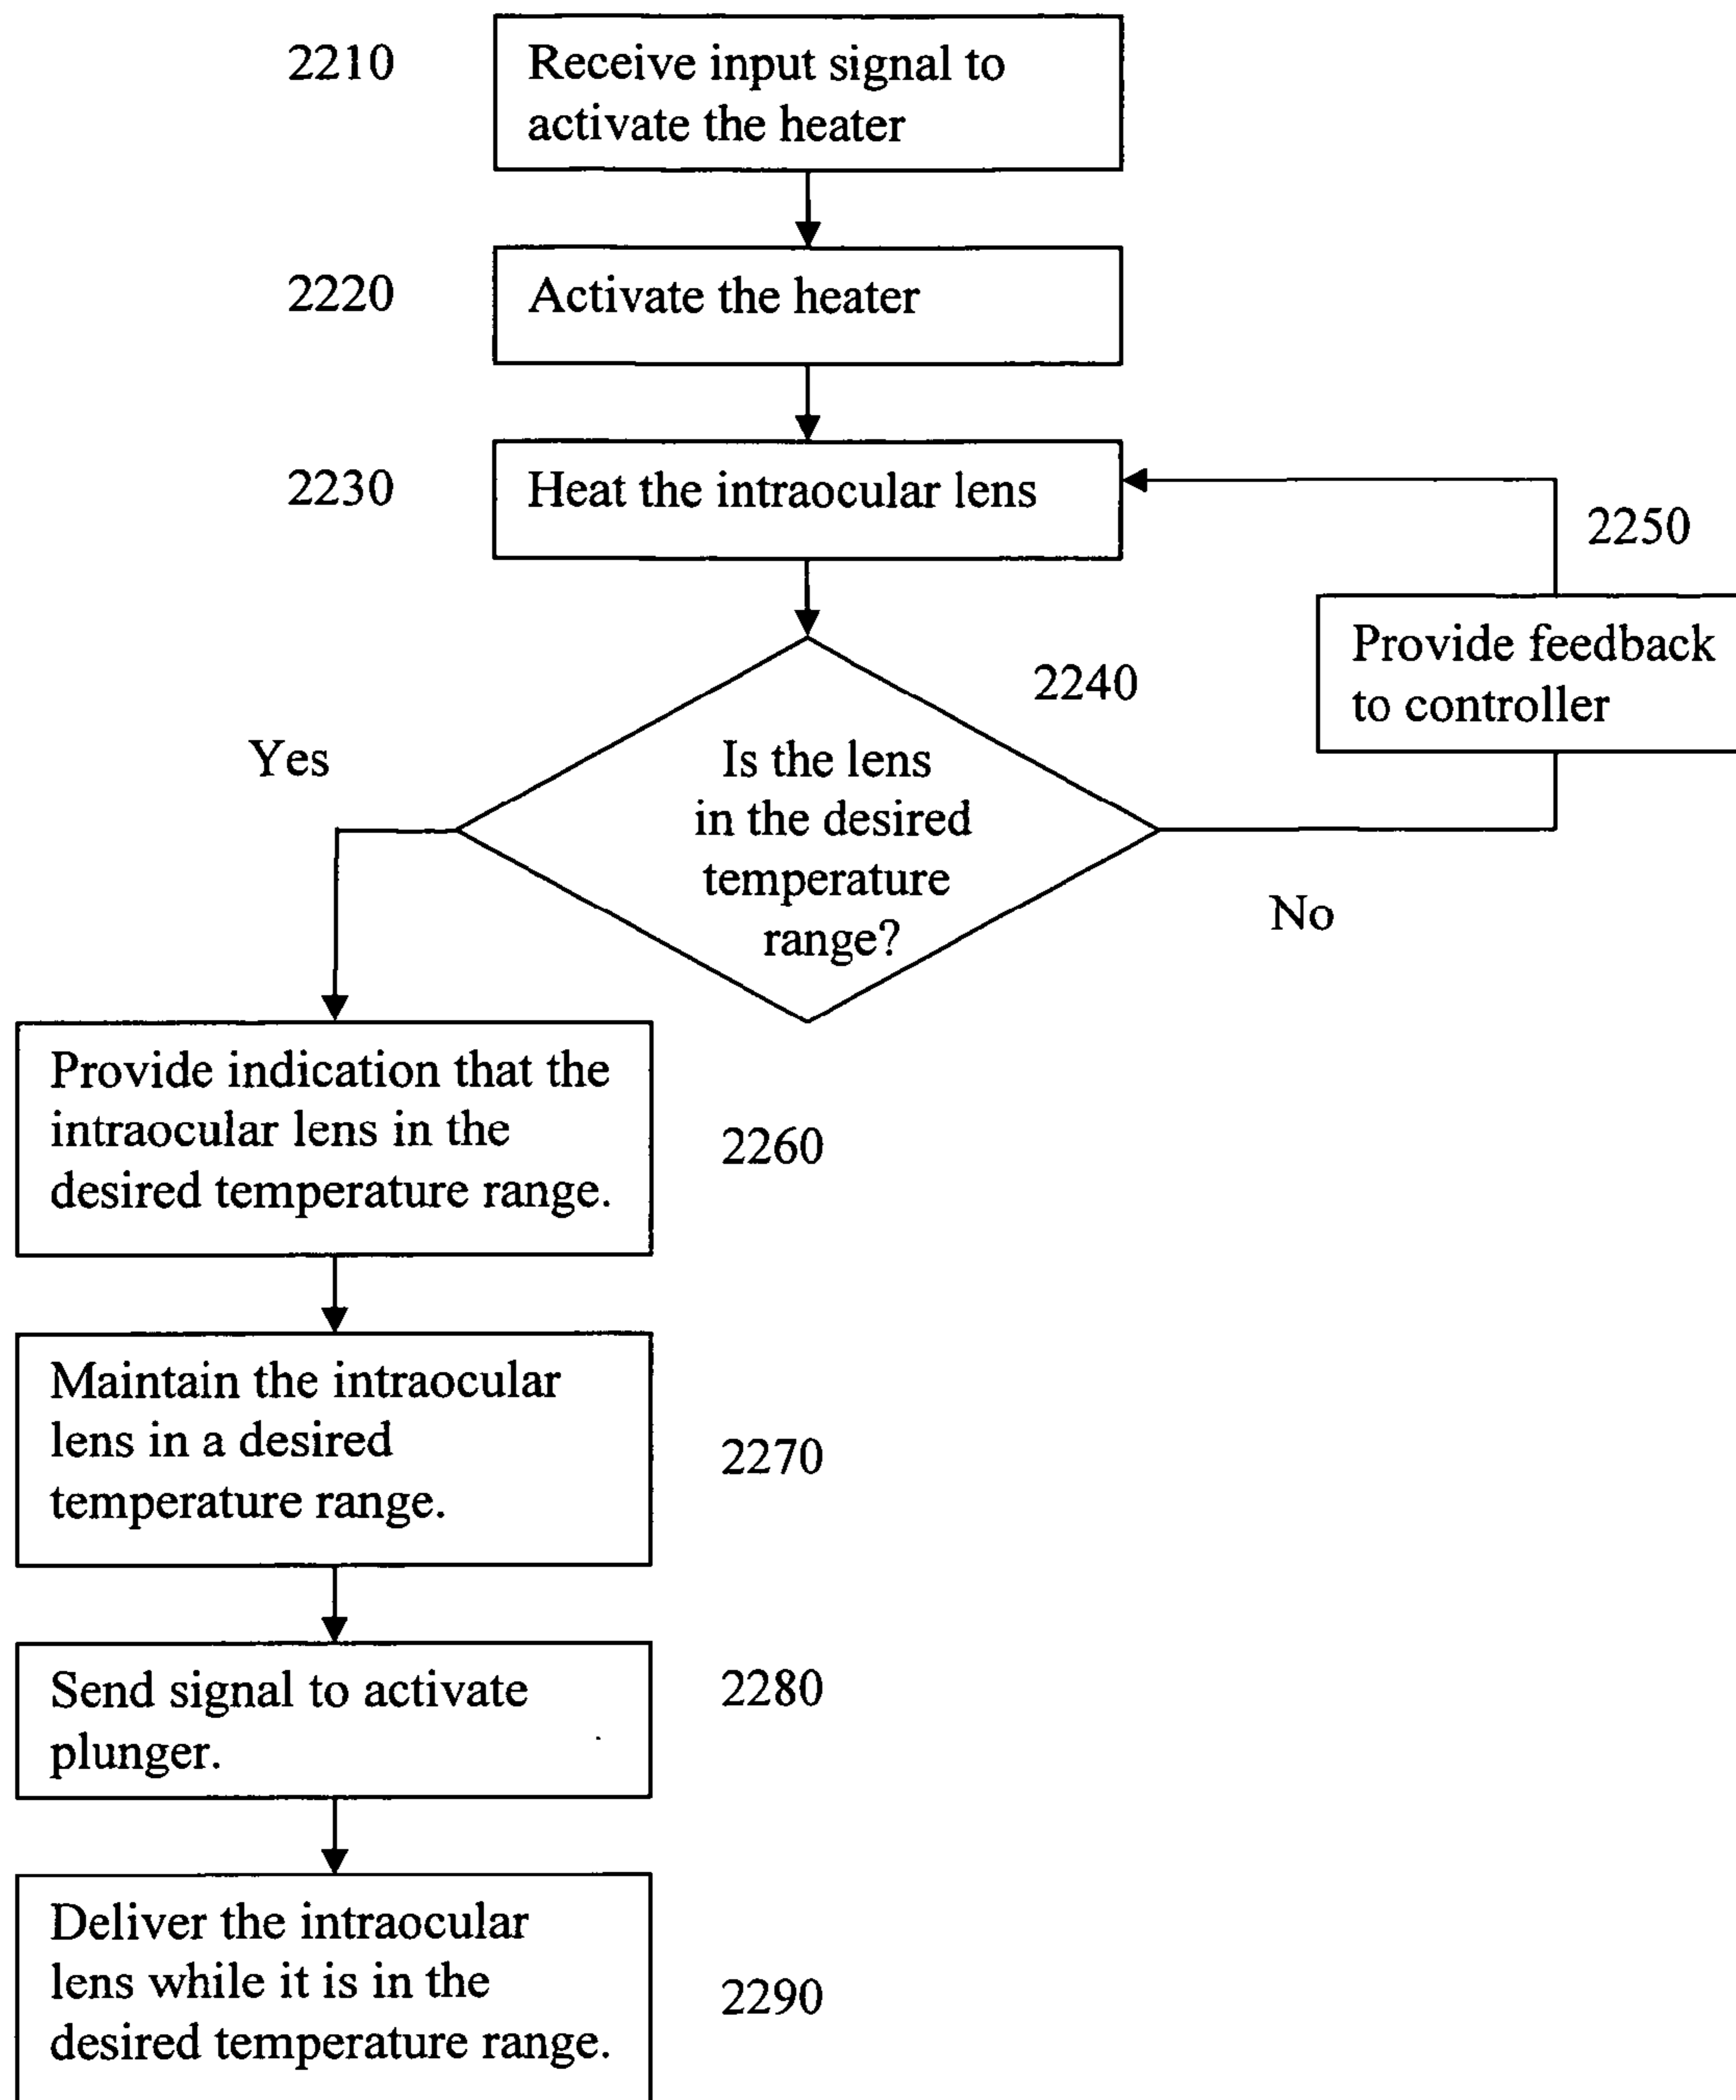 2210
Receive input signal to
activate the heater
2220
Activate the heater
2230
Heat the intraocular lens
2250
Provide feedback
to controller
2240
Yes
Is the lens
in the desired
temperature
range?
No
Provide indication that the
intraocular lens in the
desired temperature range.
2260
Maintain the intraocular
lens in a desired
temperature range.
2270
Send signal to activate
plunger.
2280
Deliver the intraocular
lens while it is in the
desired temperature range.
2290